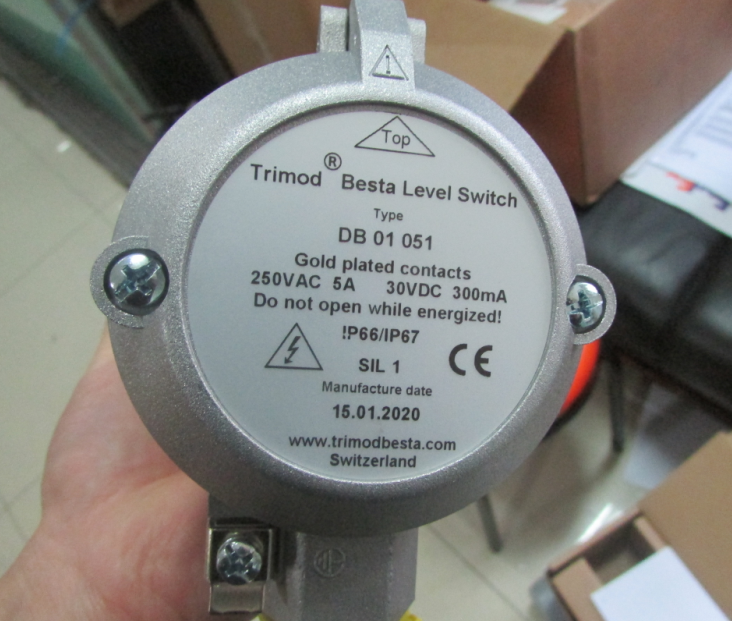 Top
Trimod® Besta Level Switch
Type
DB 01 051
Gold plated contacts
250VAC 5A 30VDC 300mA
Do not open while energized!
IP66/IP67
SIL 1
CE
Manufacture date
15.01.2020
www.trimodbesta.com
Switzerland